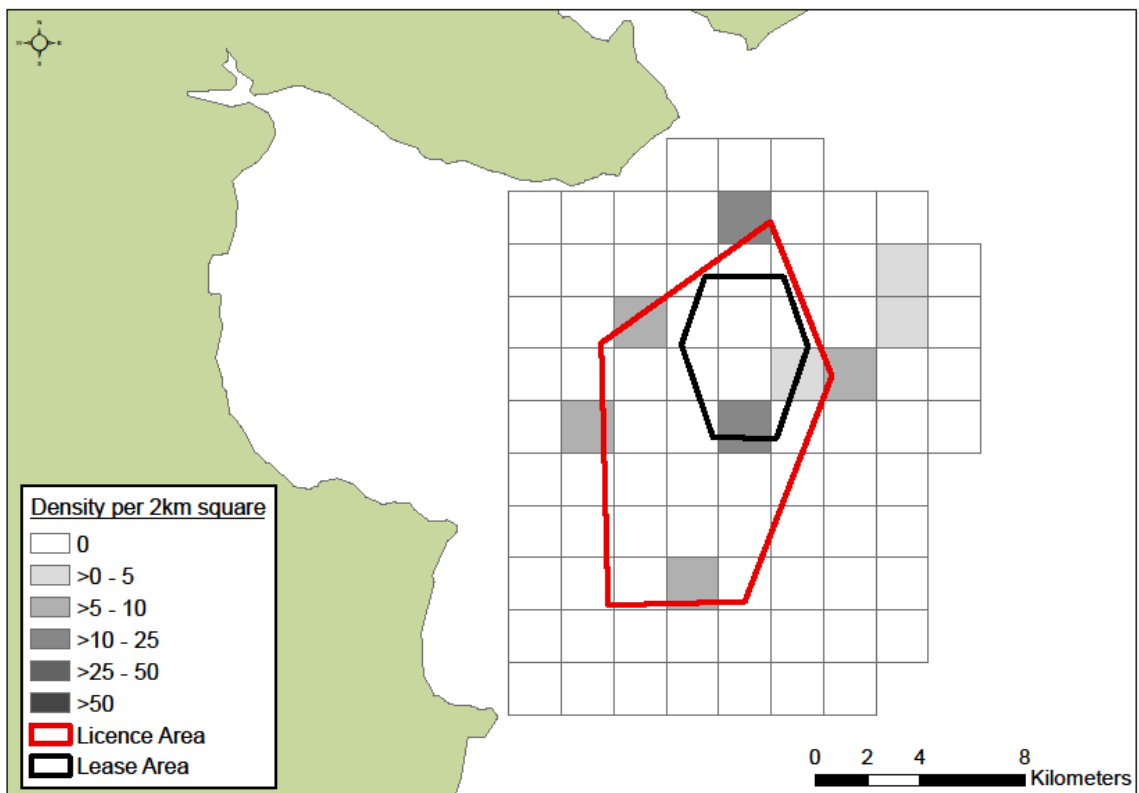 N
E
S
Density per 2km square
0
>0 - 5
>5 - 10
>10 - 25
>25 - 50
>50
Licence Area
Lease Area
0 2 4 8
Kilometers